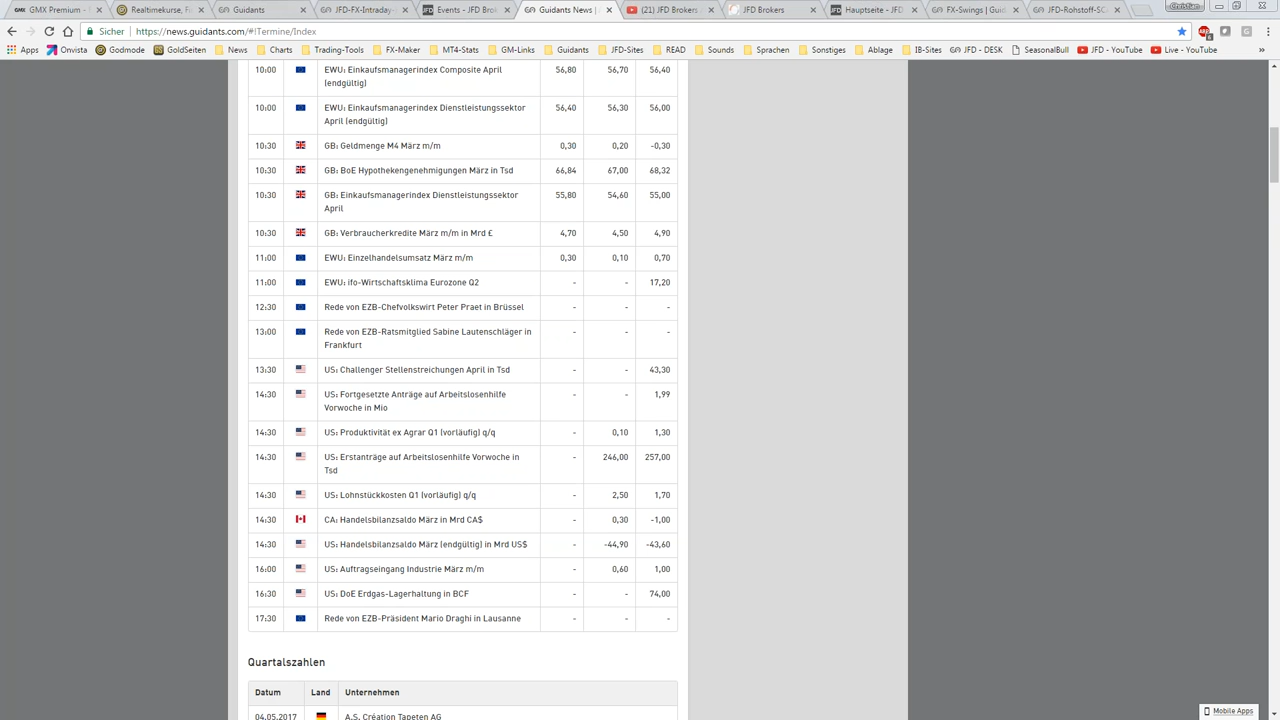 GMX Premium -
Realtimekurse, Fo
Guidants
JFD-FX-Intraday-
Events - JFD Brok
Guidants News |
(21) JFD Brokers
JFD Brokers
Hauptseite - JFD
FX-Swings | Guid
JFD-Rohstoff-SC
Christian
Sicher
https://news.guidants.com/#!Termine/Index
Apps
Onvista
Godmode
GoldSeiten
News
Charts
Trading-Tools
FX-Maker
MT4-Stats
GM-Links
Guidants
JFD-Sites
READ
Sounds
Sprachen
Sonstiges
Ablage
IB-Sites
JFD - DESK
SeasonalBull
JFD - YouTube
Live - YouTube
»
10:00 EWU: Einkaufsmanagerindex Composite April 56,80 56,70 56,40
(endgültig)
10:00 EWU: Einkaufsmanagerindex Dienstleistungssektor 56,40 56,30 56,00
April (endgültig)
10:30 GB: Geldmenge M4 März m/m 0,30 0,20 -0,30
10:30 GB: BoE Hypothekengenehmigungen März in Tsd 66,84 67,00 68,32
10:30 GB: Einkaufsmanagerindex Dienstleistungssektor 55,80 54,60 55,00
April
10:30 GB: Verbraucherkredite März m/m in Mrd £ 4,70 4,50 4,90
11:00 EWU: Einzelhandelsumsatz März m/m 0,30 0,10 0,70
11:00 EWU: ifo-Wirtschaftsklima Eurozone Q2 - - 17,20
12:30 Rede von EZB-Chefvolkswirt Peter Praet in Brüssel - - -
13:00 Rede von EZB-Ratsmitglied Sabine Lautenschläger in - - -
Frankfurt
13:30 US: Challenger Stellenstreichungen April in Tsd - - 43,30
14:30 US: Fortgesetzte Anträge auf Arbeitslosenhilfe - - 1,99
Vorwoche in Mio
14:30 US: Produktivität ex Agrar Q1 (vorläufig) q/q - 0,10 1,30
14:30 US: Erstanträge auf Arbeitslosenhilfe Vorwoche in - 246,00 257,00
Tsd
14:30 US: Lohnstückkosten Q1 (vorläufig) q/q - 2,50 1,70
14:30 CA: Handelsbilanzsaldo März in Mrd CA$ - 0,30 -1,00
14:30 US: Handelsbilanzsaldo März (endgültig) in Mrd US$ - -44,90 -43,60
16:00 US: Auftragseingang Industrie März m/m - 0,60 1,00
16:30 US: DoE Erdgas-Lagerhaltung in BCF - - 74,00
17:30 Rede von EZB-Präsident Mario Draghi in Lausanne - - -
Quartalszahlen
Datum Land Unternehmen
04.05.2017 A.S. Création Tapeten AG
Mobile Apps